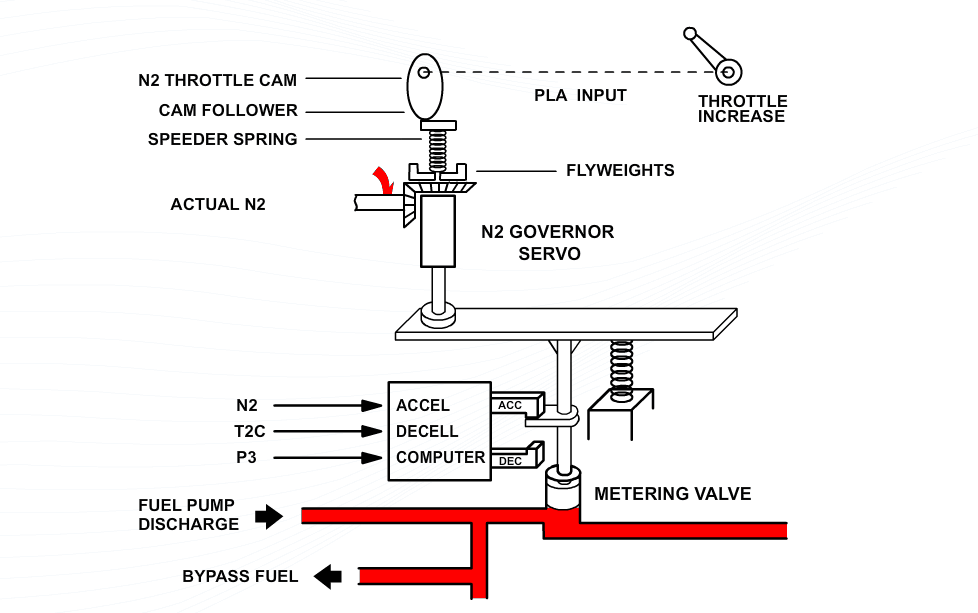 N2 THROTTLE CAM
CAM FOLLOWER
SPEEDER SPRING
PLA INPUT
THROTTLE
INCREASE
FLYWEIGHTS
ACTUAL N2
N2 GOVERNOR
SERVO
N2
T2C
P3
ACCEL
DECELL
COMPUTER
ACC
DEC
METERING VALVE
FUEL PUMP
DISCHARGE
BYPASS FUEL